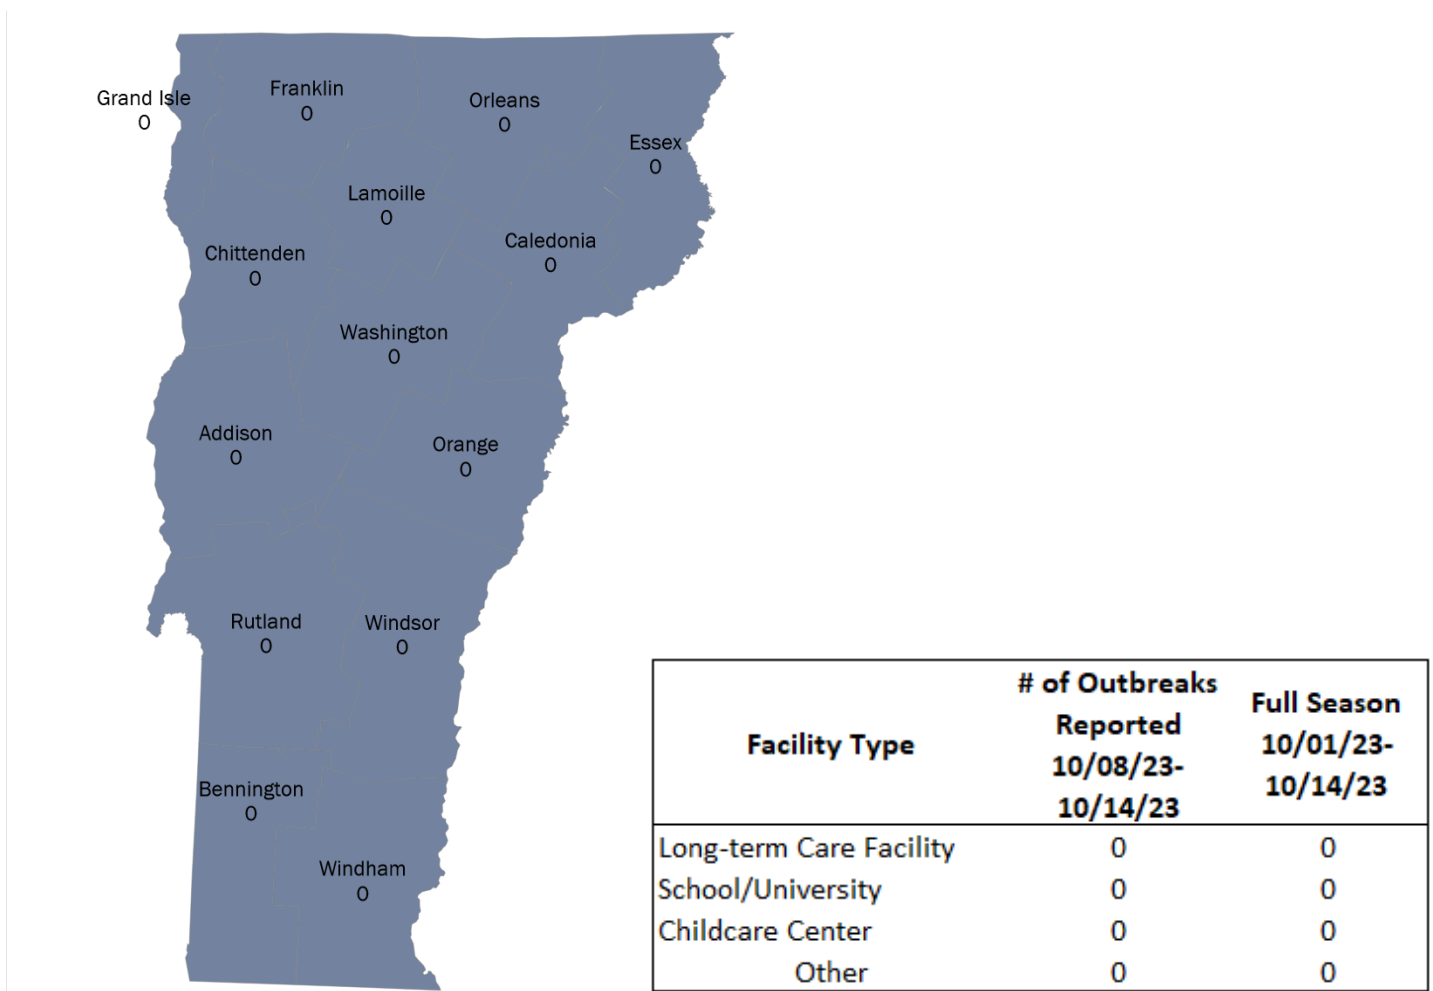 Grand Isle
0
Franklin
0
Orleans
0
Essex
0
Lamoille
0
Chittenden
0
Caledonia
0
Washington
0
Addison
0
Orange
0
Rutland
0
Windsor
0
Bennington
0
Windham
0
Facility Type
# of Outbreaks
Reported
10/08/23-
10/14/23
Full Season
10/01/23-
10/14/23
Long-term Care Facility 0 0
School/University 0 0
Childcare Center 0 0
Other 0 0